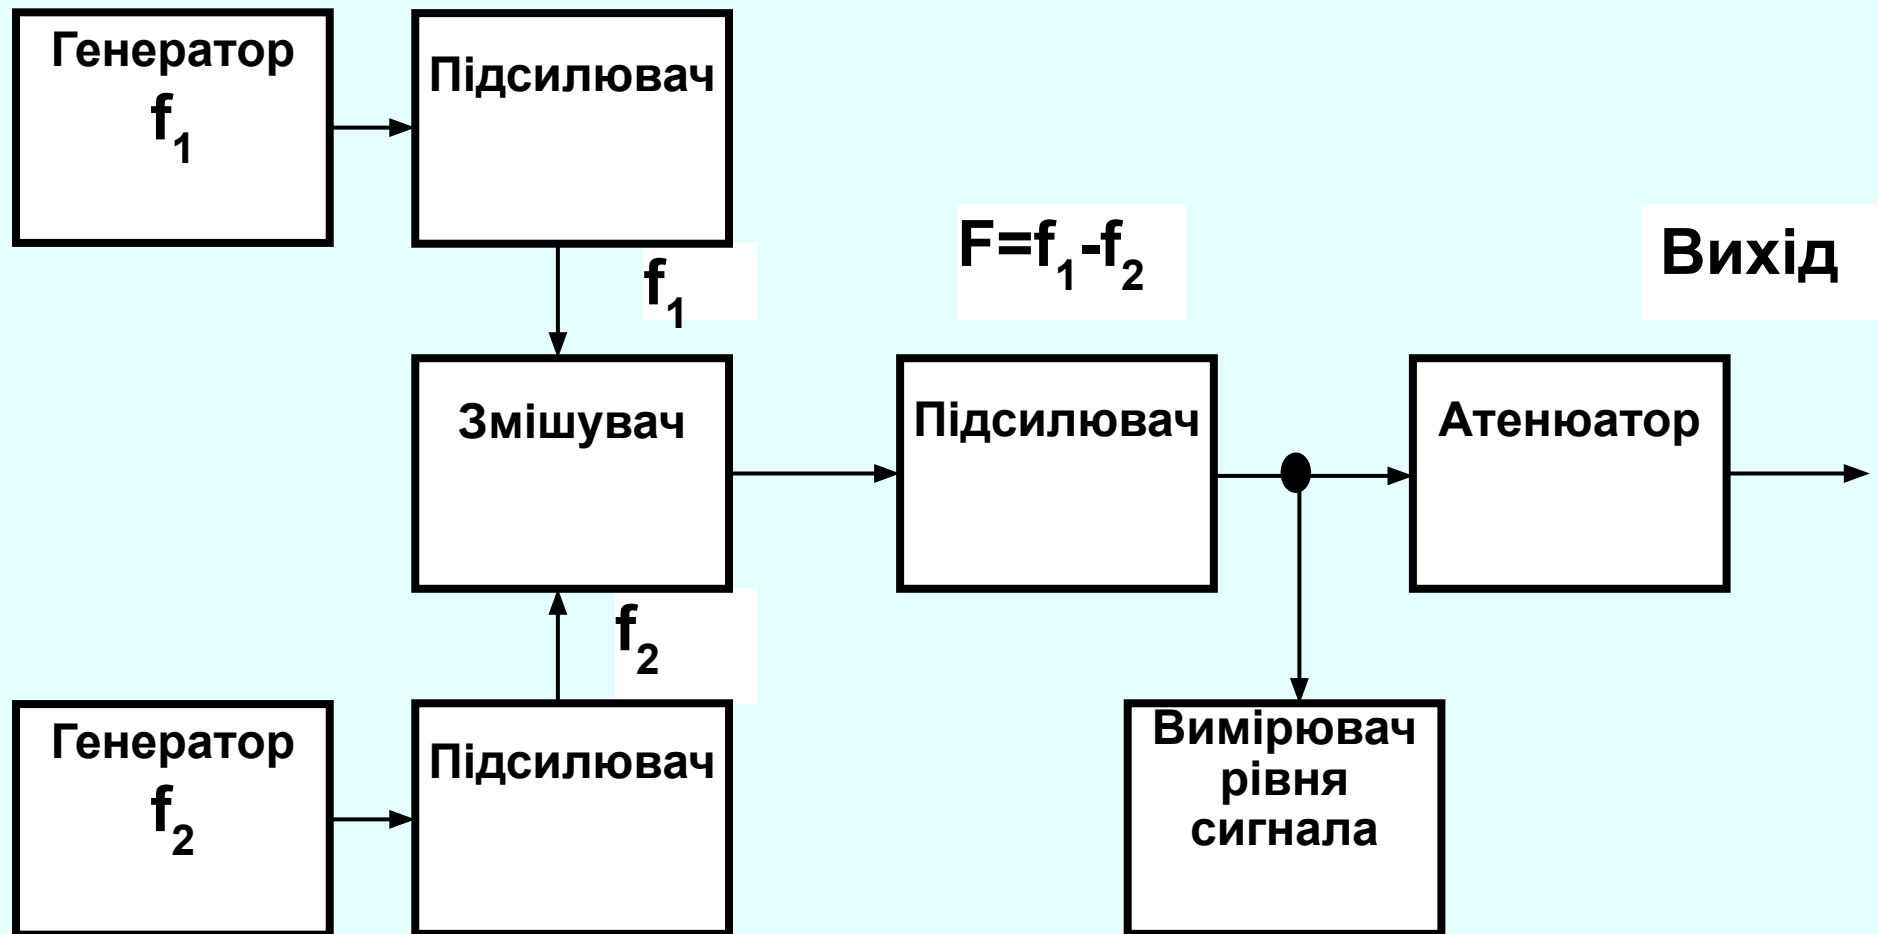 Генератор
f₁
Підсилювач
f₁
F=f₁-f₂
Вихід
Змішувач
Підсилювач
Атенюатор
f₂
Генератор
f₂
Підсилювач
Вимірювач
рівня
сигнала